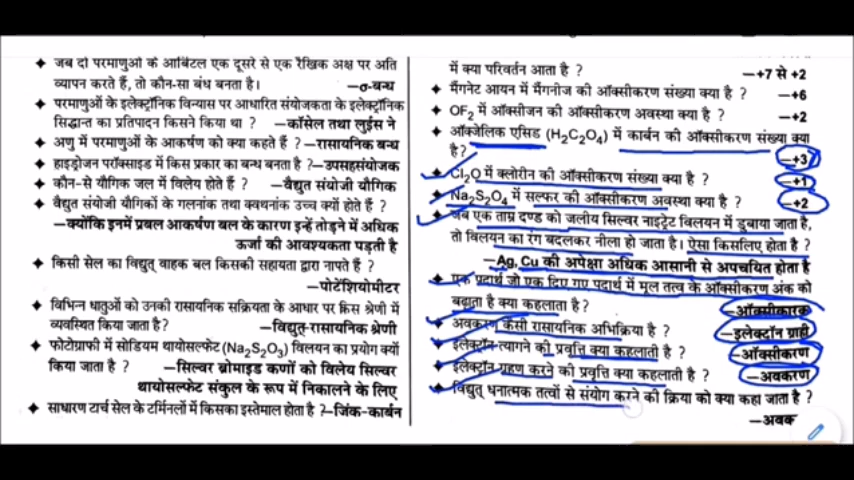 जब दो परमाणुओं के ऑर्बिटल एक दूसरे से एक रैखिक अक्ष पर अति
व्यापन करते हैं, तो कौन-सा बंध बनता है। —σ-बन्ध
परमाणुओं के इलेक्ट्रॉनिक विन्यास पर आधारित संयोजकता के इलेक्ट्रॉनिक
सिद्धान्त का प्रतिपादन किसने किया था ? —कॉसेल तथा लुईस ने
अणु में परमाणुओं के आकर्षण को क्या कहते हैं ? —रासायनिक बन्ध
हाइड्रोजन परॉक्साइड में किस प्रकार का बन्ध बनता है ? —उपसहसंयोजक
कौन-से यौगिक जल में विलेय होते हैं ? —वैद्युत संयोजी यौगिक
वैद्युत संयोजी यौगिकों के गलनांक तथा क्वथनांक उच्च क्यों होते हैं ?
—क्योंकि इनमें प्रबल आकर्षण बल के कारण इन्हें तोड़ने में अधिक
ऊर्जा की आवश्यकता पड़ती है
किसी सेल का विद्युत् वाहक बल किसकी सहायता द्वारा नापते हैं ?
—पोटेंशियोमीटर
विभिन्न धातुओं को उनकी रासायनिक सक्रियता के आधार पर किस श्रेणी में
व्यवस्थित किया जाता है? —विद्युत्-रासायनिक श्रेणी
फोटोग्राफी में सोडियम थायोसल्फेट (Na2S2O3) विलयन का प्रयोग क्यों
किया जाता है ? —सिल्वर ब्रोमाइड कणों को विलेय सिल्वर
थायोसल्फेट संकुल के रूप में निकालने के लिए
साधारण टार्च सेल के टर्मिनलों में किसका इस्तेमाल होता है ? —जिंक-कार्बन
में क्या परिवर्तन आता है ? —+7 से +2
मैंगनेट आयन में मैंगनीज की ऑक्सीकरण संख्या क्या है ? —+6
OF2 में ऑक्सीजन की ऑक्सीकरण अवस्था क्या है ? —+2
ऑक्जेलिक एसिड (H2C2O4) में कार्बन की ऑक्सीकरण संख्या क्या
है? —+3
Cl2O में क्लोरीन की ऑक्सीकरण संख्या क्या है ? —+1
Na2S2O4 में सल्फर की ऑक्सीकरण अवस्था क्या है ? —+2
जब एक ताम्र दण्ड को जलीय सिल्वर नाइट्रेट विलयन में डुबाया जाता है,
तो विलयन का रंग बदलकर नीला हो जाता है। ऐसा किसलिए होता है ?
—Ag, Cu की अपेक्षा अधिक आसानी से अपचयित होता है
एक पदार्थ जो एक दिए गए पदार्थ में मूल तत्व के ऑक्सीकरण अंक को
बढ़ाता है क्या कहलाता है? —ऑक्सीकारक
अवकरण कैसी रासायनिक अभिक्रिया है ? —इलेक्ट्रॉन ग्राही
इलेक्ट्रॉन त्यागने की प्रवृत्ति क्या कहलाती है ? —ऑक्सीकरण
इलेक्ट्रॉन ग्रहण करने को प्रवृत्ति क्या कहलाता है ? —अवकरण
विद्युत् धनात्मक तत्वों से संयोग करने की क्रिया को क्या कहा जाता है ?
—अवक